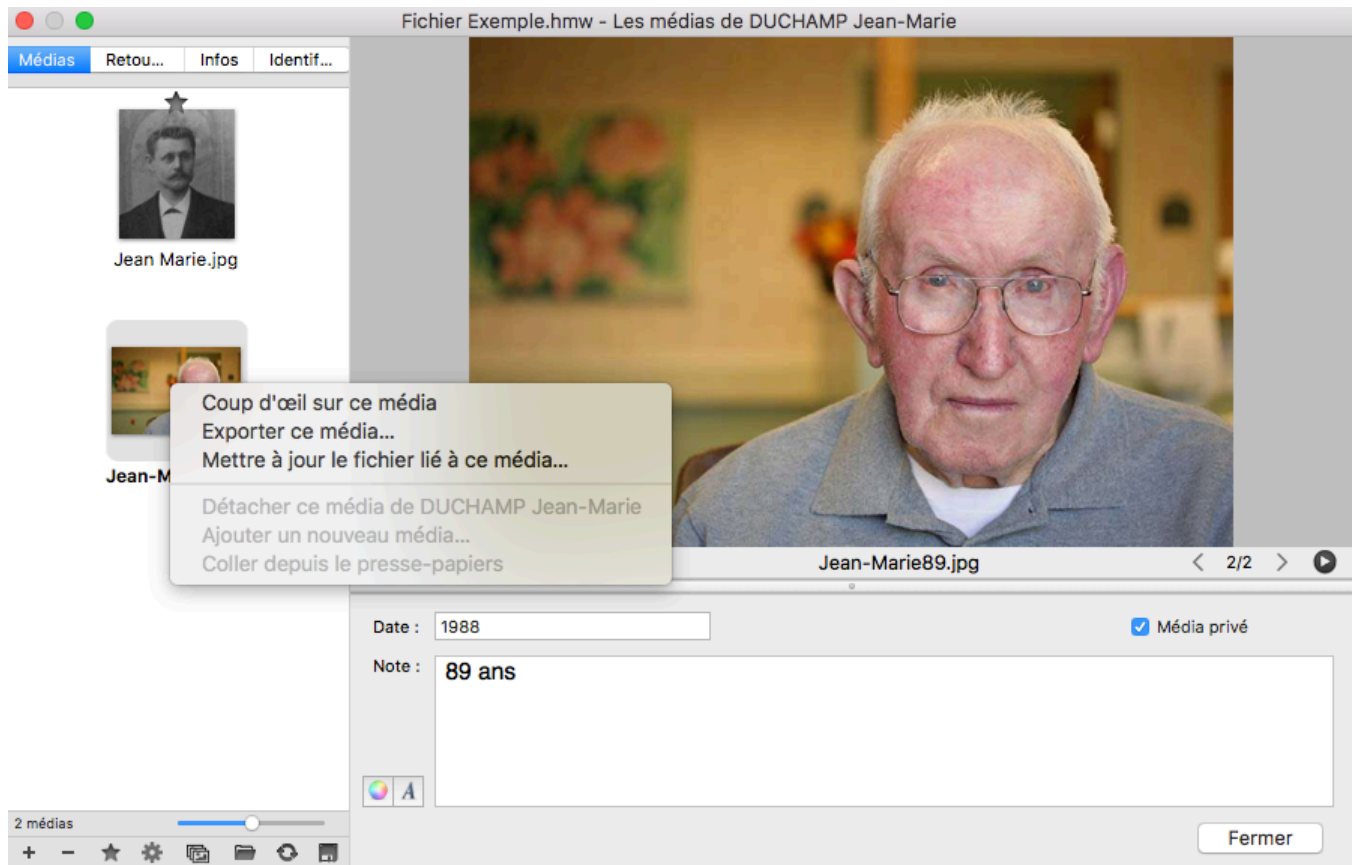 Fichier Exemple.hmw - Les médias de DUCHAMP Jean-Marie
Médias Retou... Infos Identif...
Jean Marie.jpg
Coup d'œil sur ce média
Exporter ce média...
Mettre à jour le fichier lié à ce média...
Jean-M
Détacher ce média de DUCHAMP Jean-Marie
Ajouter un nouveau média...
Coller depuis le presse-papiers
Jean-Marie89.jpg
2/2
Date : 1988
Média privé
Note : 89 ans
A
2 médias
Fermer